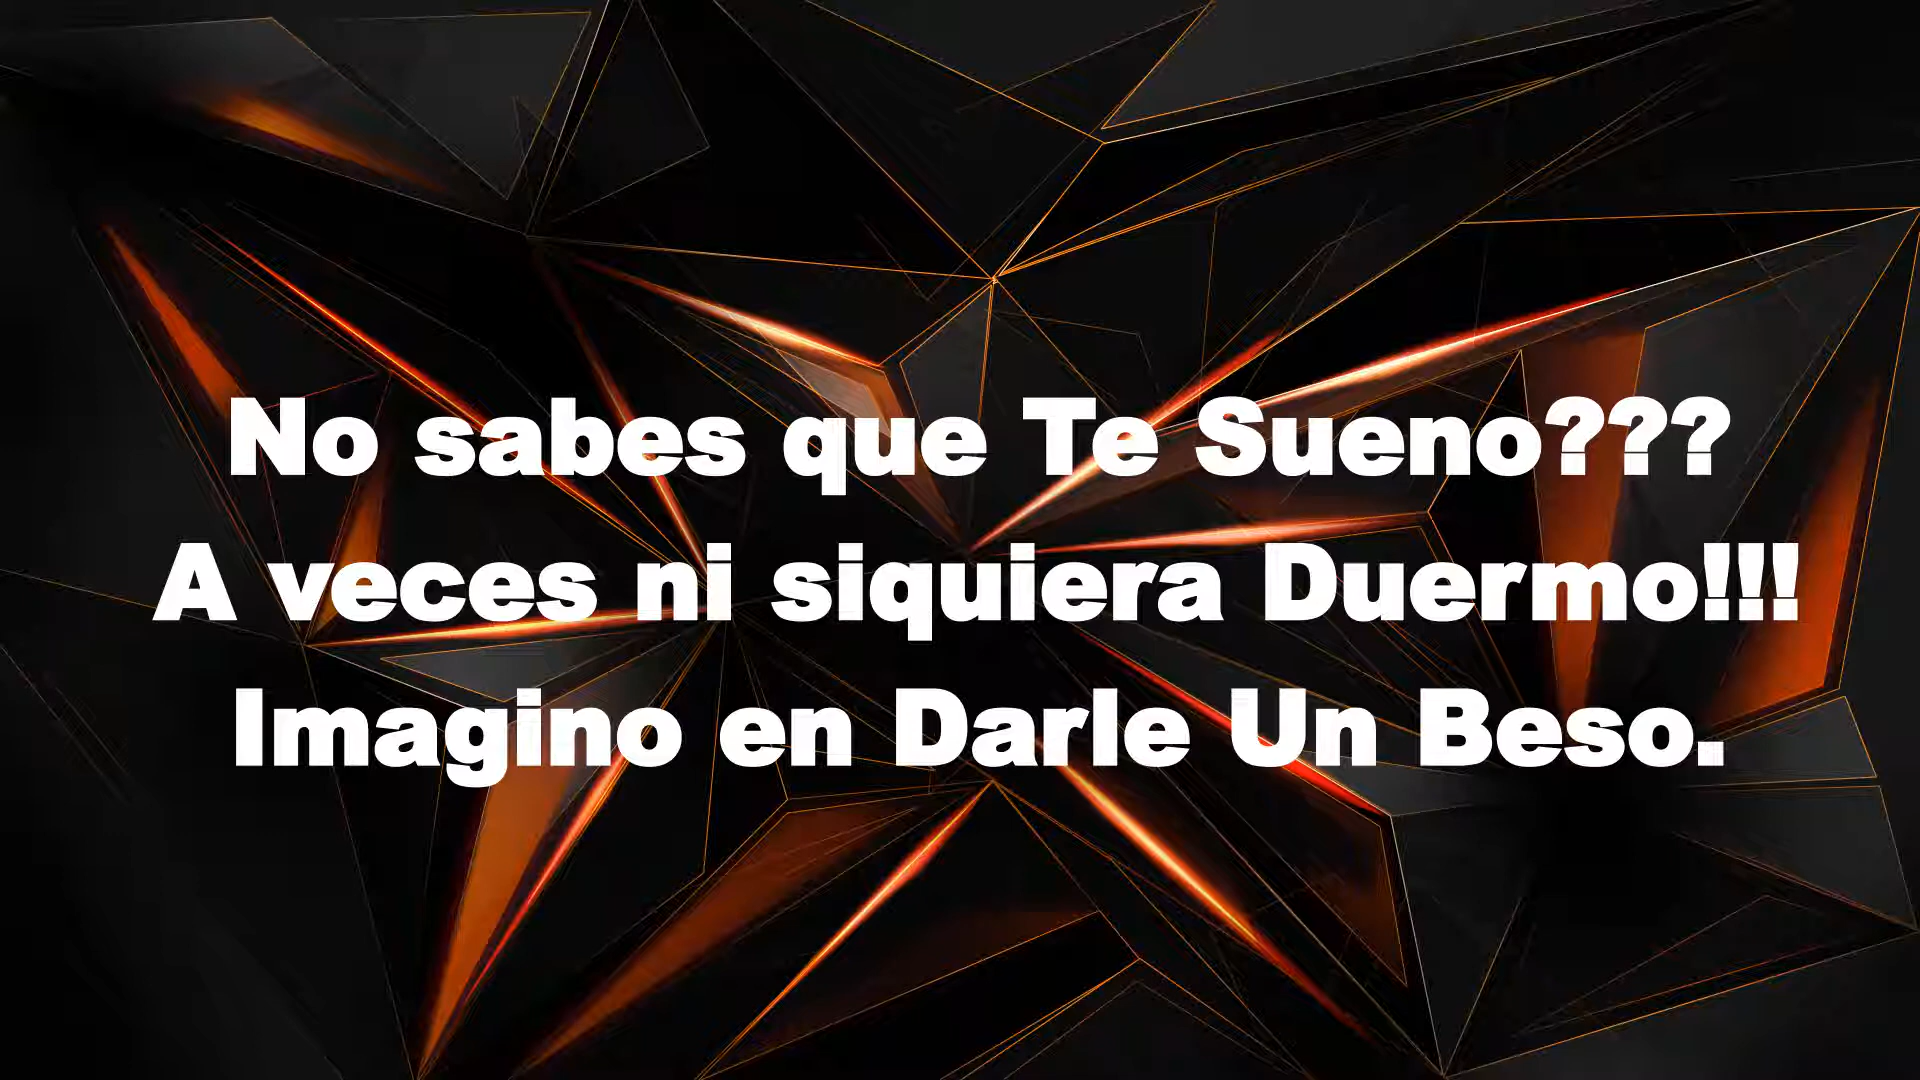 No sabes que Te Sueno???
A veces ni siquiera Duermo!!!
Imagino en Darle Un Beso.